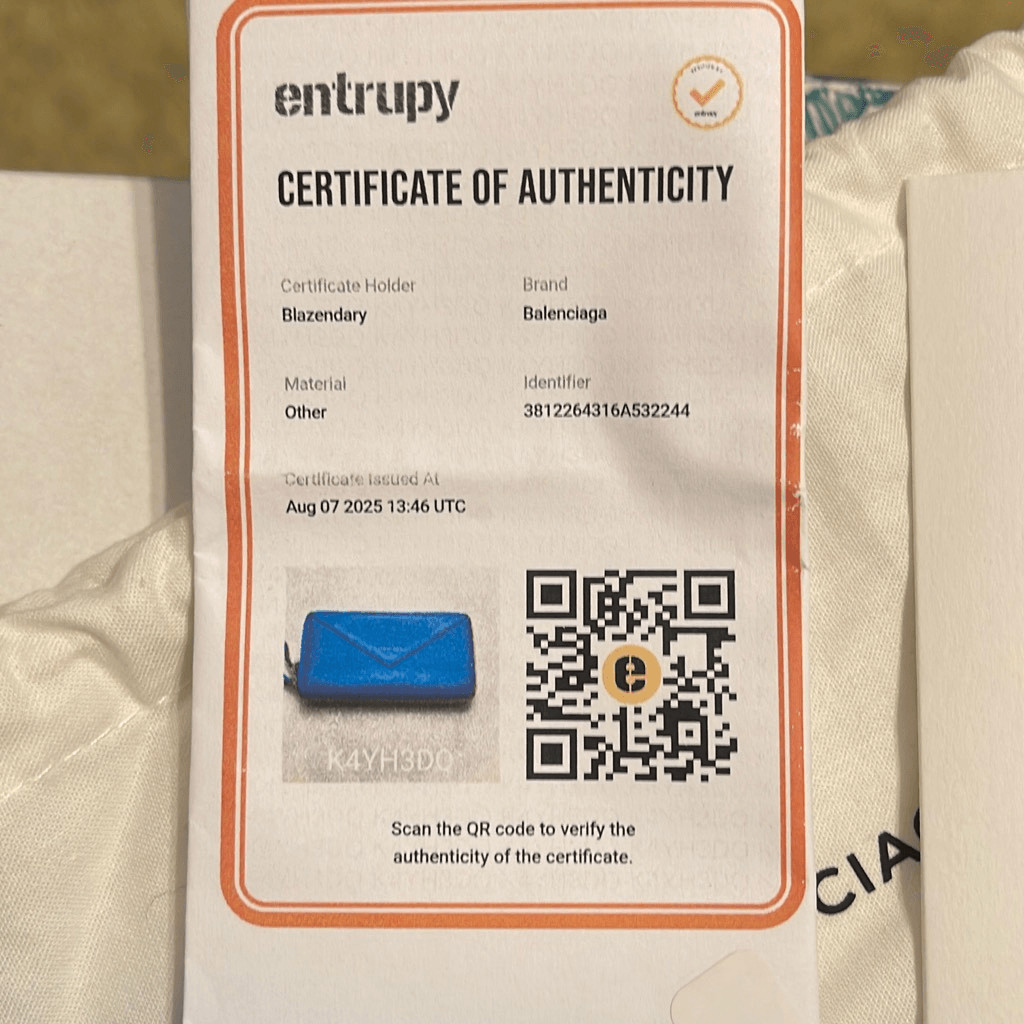 entrupy
CERTIFICATE OF AUTHENTICITY
Certificate Holder
Blazendary
Brand
Balenciaga
Material
Other
Identifier
3812264316A532244
Certificate Issued At
Aug 07 2025 13:46 UTC
K4YH3DQ
e
Scan the QR code to verify the
authenticity of the certificate.
CIA